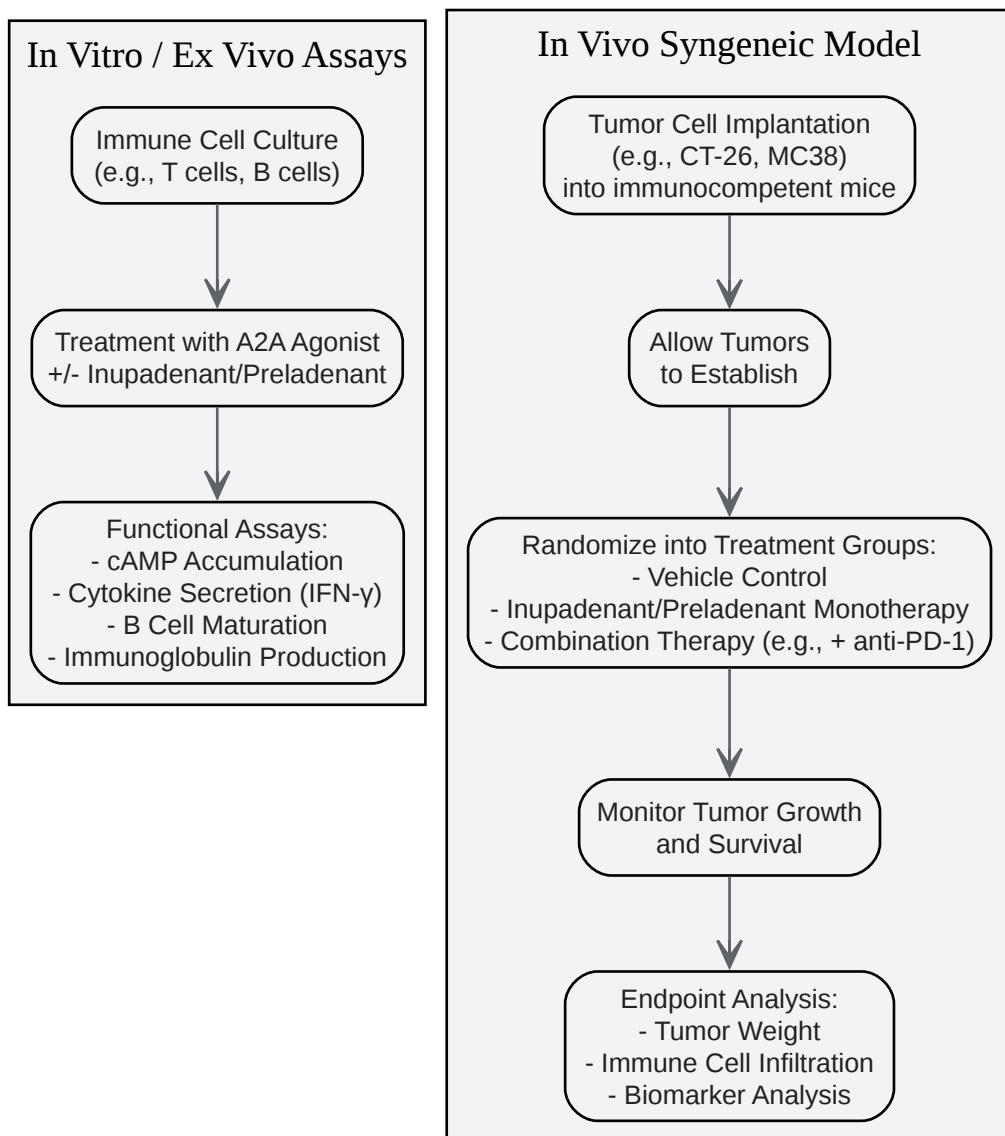 In Vitro / Ex Vivo Assays
Immune Cell Culture
(e.g., T cells, B cells)
Treatment with A2A Agonist
+/- Inupadenant/Preladenant
Functional Assays:
- cAMP Accumulation
- Cytokine Secretion (IFN-γ)
- B Cell Maturation
- Immunoglobulin Production
In Vivo Syngeneic Model
Tumor Cell Implantation
(e.g., CT-26, MC38)
into immunocompetent mice
Allow Tumors
to Establish
Randomize into Treatment Groups:
- Vehicle Control
- Inupadenant/Preladenant Monotherapy
- Combination Therapy (e.g., + anti-PD-1)
Monitor Tumor Growth
and Survival
Endpoint Analysis:
- Tumor Weight
- Immune Cell Infiltration
- Biomarker Analysis